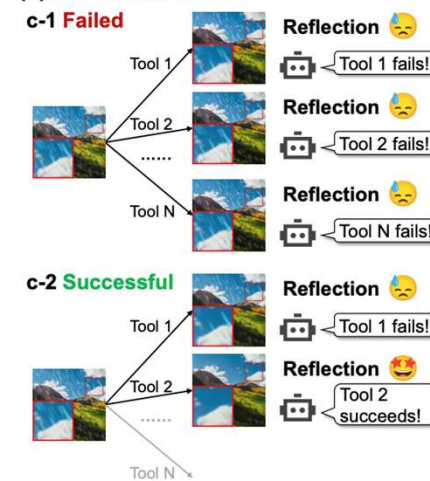 c-1 Failed
Reflection
Tool 1
Tool 1 fails!
Reflection
Tool 2
Tool 2 fails!
......
Reflection
Tool N
Tool N fails!
c-2 Successful
Reflection
Tool 1
Tool 1 fails!
Reflection
Tool 2
Tool 2
succeeds!
......
Tool N